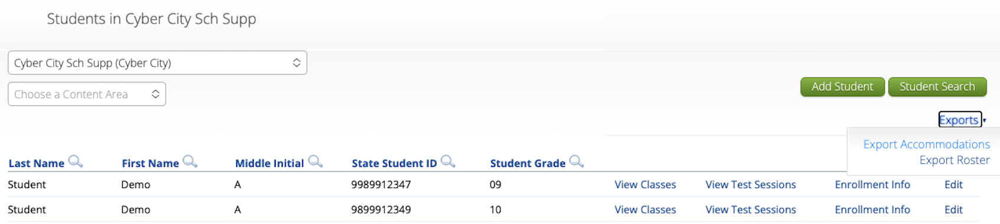 Students in Cyber City Sch Supp
Cyber City Sch Supp (Cyber City)
Choose a Content Area
Add Student Student Search
Exports
Export Accommodations
Export Roster
Last Name First Name Middle Initial State Student ID Student Grade
Student Demo A 9989912347 09 View Classes View Test Sessions Enrollment Info Edit
Student Demo A 9899912349 10 View Classes View Test Sessions Enrollment Info Edit